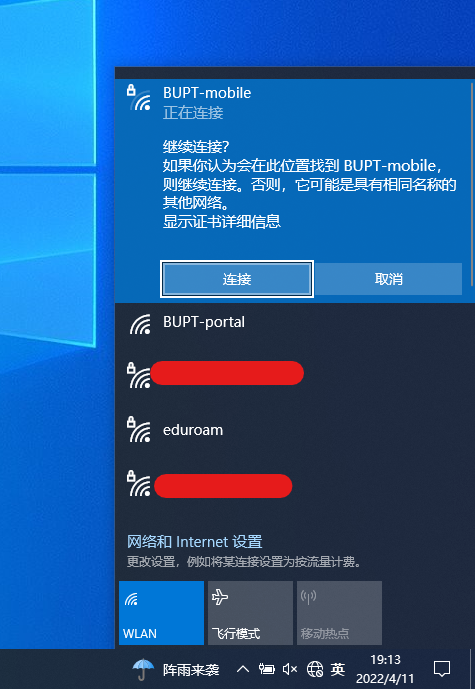 BUPT-mobile
正在连接
继续连接?
如果你认为会在此位置找到 BUPT-mobile,
则继续连接。否则，它可能是具有相同名称的
其他网络。
显示证书详细信息
连接 取消
BUPT-portal
eduroam
网络和 Internet 设置
更改设置，例如将某连接设置为按流量计费。
WLAN 飞行模式 移动热点
阵雨来袭 英 19:13
2022/4/11